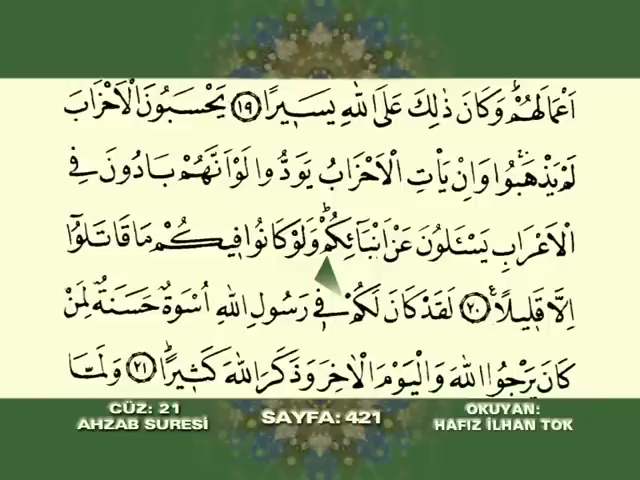 اَعْمَالَهُمْۜ وَكَانَ ذٰلِكَ عَلَى اللّٰهِ يَسٖيرًا ﴿١٩﴾ يَحْسَبُونَ الْاَحْزَابَ
لَمْ يَذْهَبُواۚ وَاِنْ يَاْتِ الْاَحْزَابُ يَوَدُّوا لَوْ اَنَّهُمْ بَادُونَ فِي
الْاَعْرَابِ يَسْـَٔلُونَ عَنْ اَنْبَٓائِكُمْۜ وَلَوْ كَانُوا فٖيكُمْ مَا قَاتَلُٓوا
اِلَّا قَلٖيلًاۚ ﴿٢٠﴾ لَقَدْ كَانَ لَكُمْ فٖي رَسُولِ اللّٰهِ اُسْوَةٌ حَسَنَةٌ لِمَنْ
كَانَ يَرْجُوا اللّٰهَ وَالْيَوْمَ الْاٰخِرَ وَذَكَرَ اللّٰهَ كَثٖيرًاۜ ﴿٢١﴾ وَلَمَّا
CÜZ: 21
AHZAB SURESİ
SAYFA: 421
OKUYAN:
HAFIZ İLHAN TOK